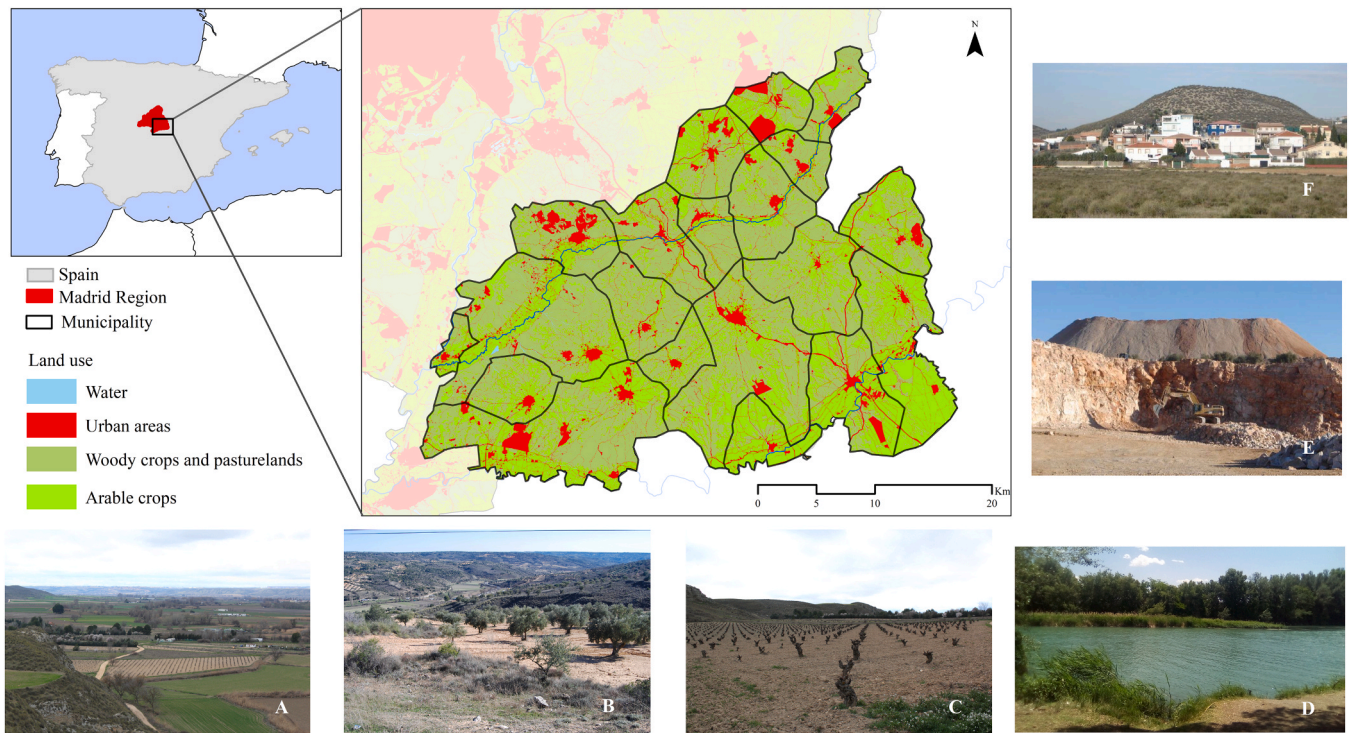 N
Km
0
5
10
20
Spain
Madrid Region
Municipality
Land use
Water
Urban areas
Woody crops and pasturelands
Arable crops
F
E
A
B
C
D